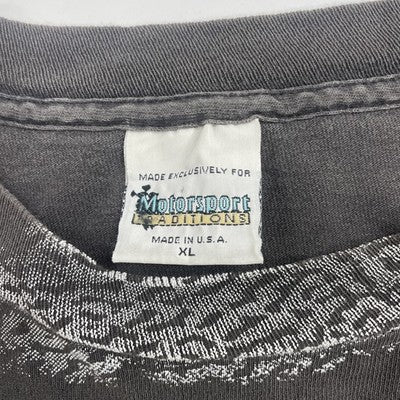 MADE EXCLUSIVELY FOR
Motorsport
TRADITIONS
MADE IN U.S.A.
XL